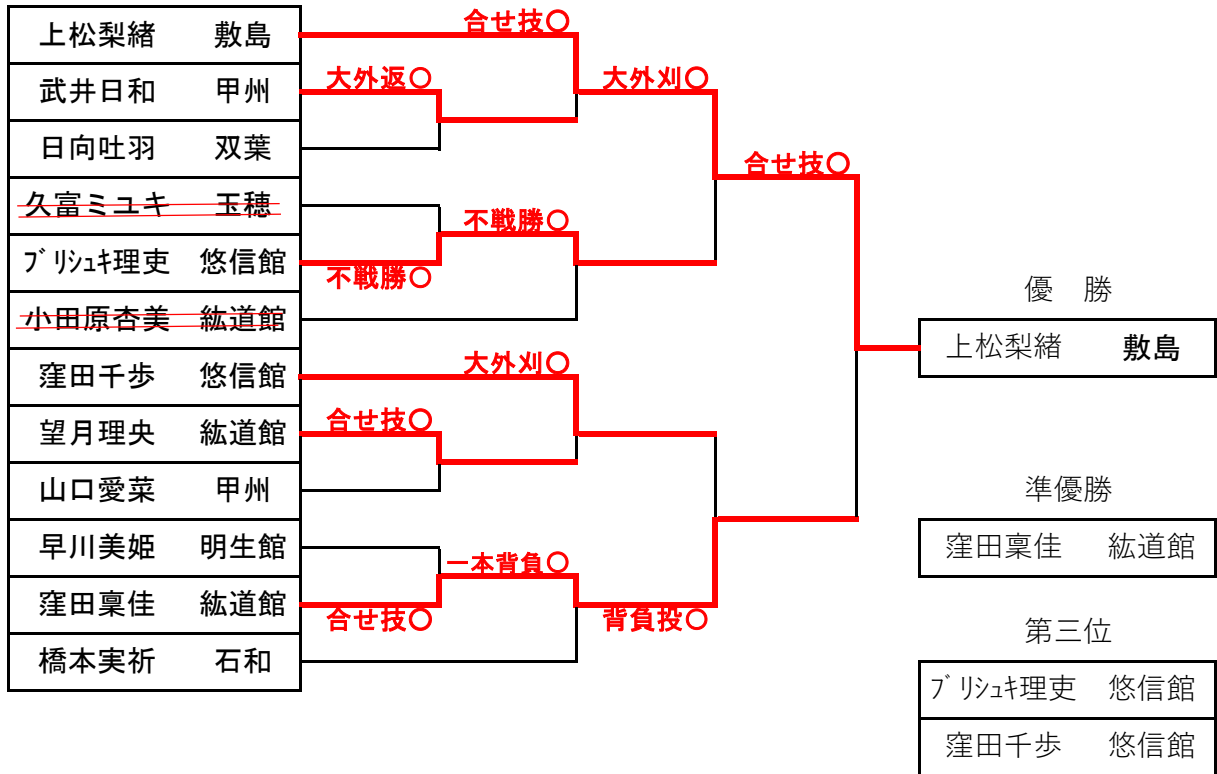 上松梨緒 敷島
武井日和 甲州
日向吐羽 双葉
久富ミユキ 玉穂
ﾌﾞﾘｼｭｷ理吏 悠信館
小田原杏美 紘道館
窪田千歩 悠信館
望月理央 紘道館
山口愛菜 甲州
早川美姫 明生館
窪田稟佳 紘道館
橋本実祈 石和
合せ技〇
大外返〇
大外刈〇
合せ技〇
不戦勝〇
不戦勝〇
大外刈〇
合せ技〇
一本背負〇
合せ技〇
背負投〇
優 勝
上松梨緒 敷島
準優勝
窪田稟佳 紘道館
第三位
ﾌﾞﾘｼｭｷ理吏 悠信館
窪田千歩 悠信館